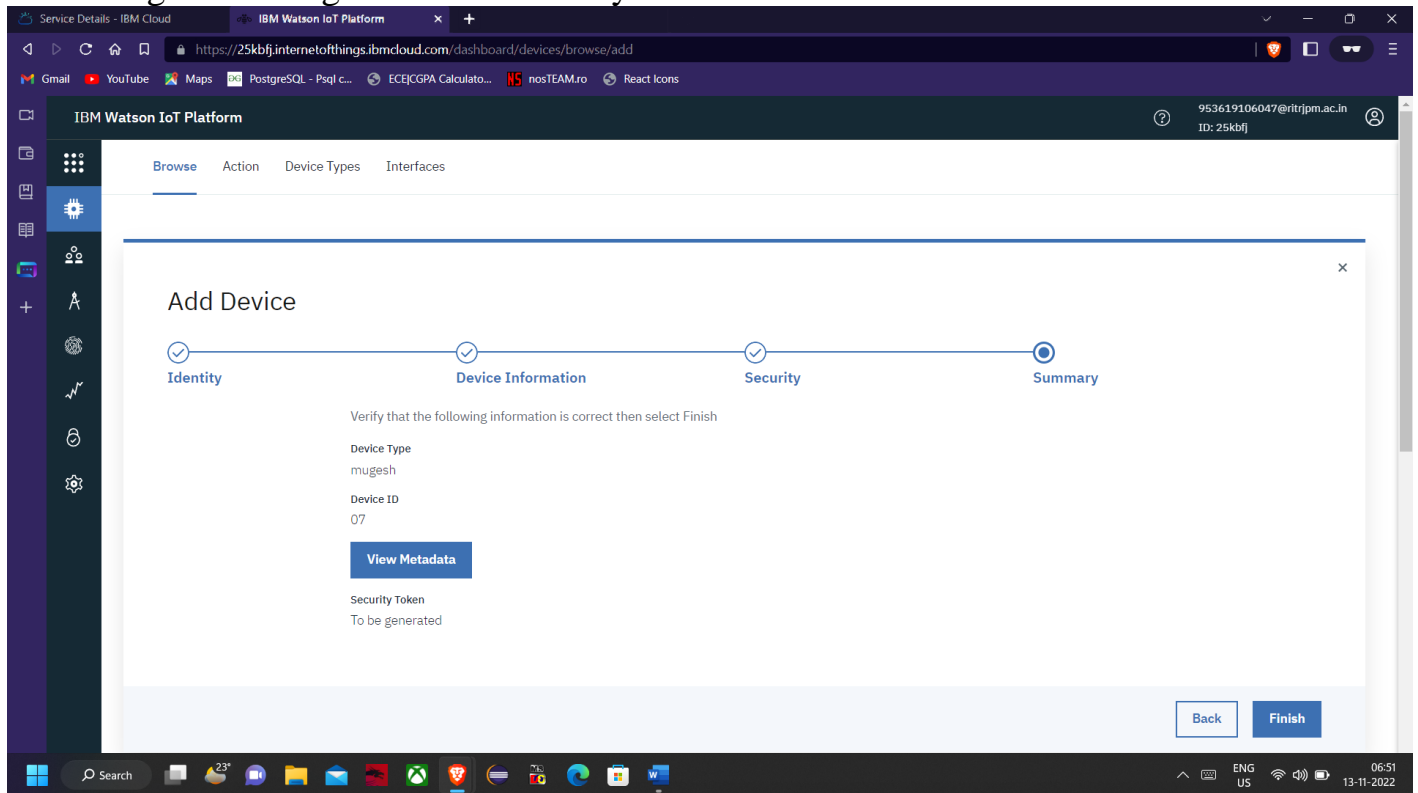 Service Details - IBM Cloud
IBM Watson IoT Platform
https://25kbfj.internetofthings.ibmcloud.com/dashboard/devices/browse/add
Gmail
YouTube
Maps
PostgreSQL - Psql c...
ECE|CGPA Calculato...
NS nosTEAM.ro
React Icons
IBM Watson IoT Platform
953619106047@ritrjpm.ac.in
ID: 25kbfj
Browse
Action
Device Types
Interfaces
Add Device
Identity
Device Information
Security
Summary
Verify that the following information is correct then select Finish
Device Type
mugesh
Device ID
07
View Metadata
Security Token
To be generated
Back
Finish
Search
23°
ENG
US
06:51
13-11-2022